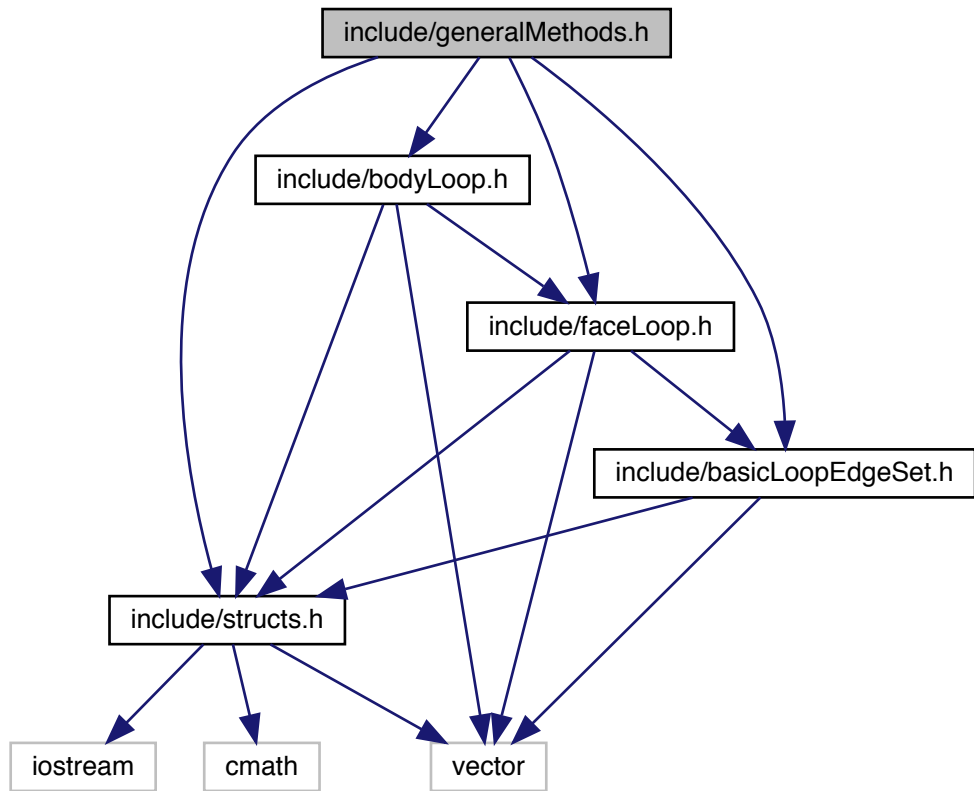 include/generalMethods.h
include/bodyLoop.h
include/faceLoop.h
include/basicLoopEdgeSet.h
include/structs.h
iostream
cmath
vector